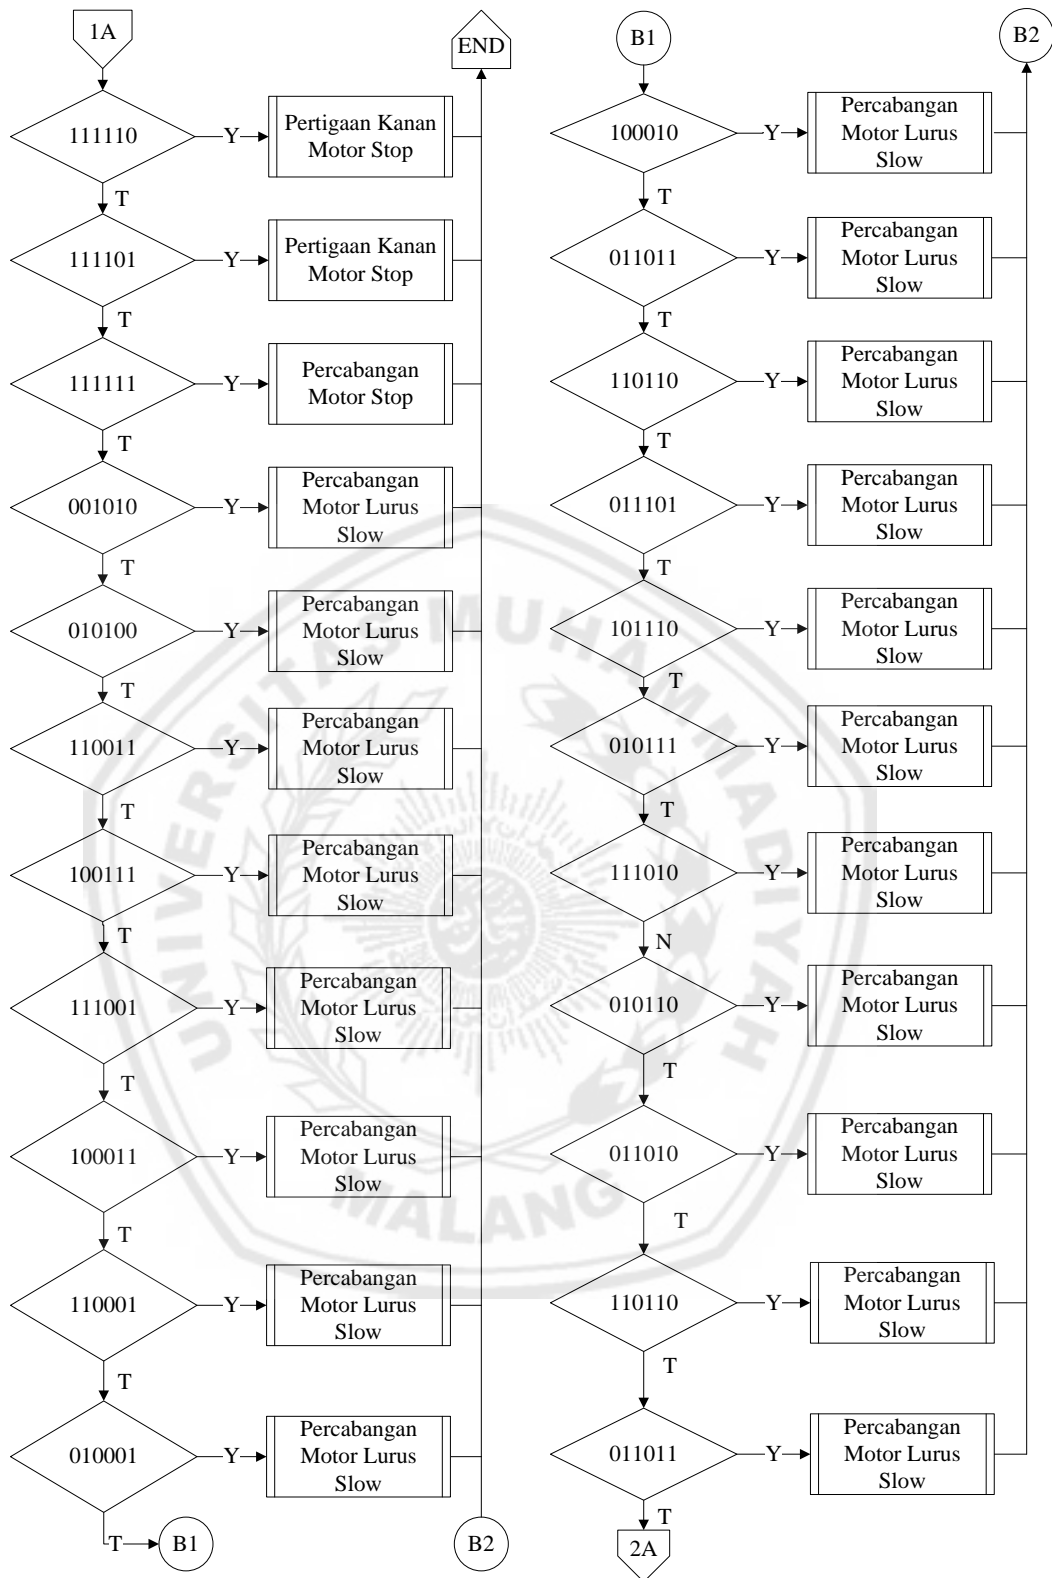 1A
END
111110
Y
Pertigaan Kanan
Motor Stop
T
111101
Y
Pertigaan Kanan
Motor Stop
T
111111
Y
Percabangan
Motor Stop
T
001010
Y
Percabangan
Motor Lurus
Slow
T
010100
Y
Percabangan
Motor Lurus
Slow
T
110011
Y
Percabangan
Motor Lurus
Slow
T
100111
Y
Percabangan
Motor Lurus
Slow
T
111001
Y
Percabangan
Motor Lurus
Slow
T
100011
Y
Percabangan
Motor Lurus
Slow
T
110001
Y
Percabangan
Motor Lurus
Slow
T
010001
Y
Percabangan
Motor Lurus
Slow
T
B1
B2
B1
B2
100010
Y
Percabangan
Motor Lurus
Slow
T
011011
Y
Percabangan
Motor Lurus
Slow
T
110110
Y
Percabangan
Motor Lurus
Slow
T
011101
Y
Percabangan
Motor Lurus
Slow
T
101110
Y
Percabangan
Motor Lurus
Slow
T
010111
Y
Percabangan
Motor Lurus
Slow
T
111010
Y
Percabangan
Motor Lurus
Slow
N
010110
Y
Percabangan
Motor Lurus
Slow
T
011010
Y
Percabangan
Motor Lurus
Slow
T
110110
Y
Percabangan
Motor Lurus
Slow
T
011011
Y
Percabangan
Motor Lurus
Slow
T
2A
UNIVERSITAS MUHAMMADIYAH
MALANG